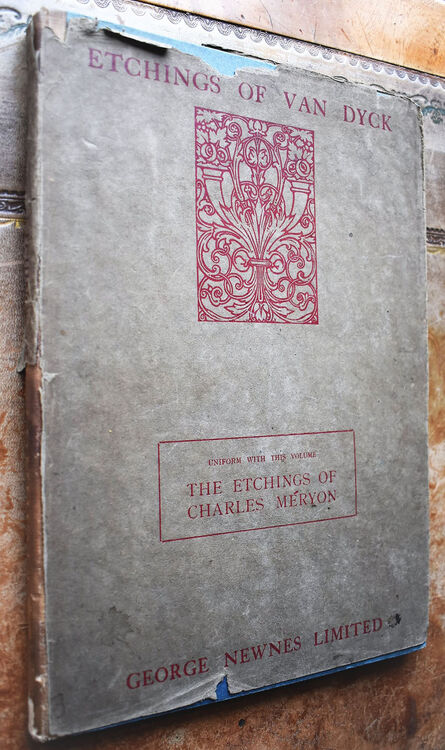 ETCHINGS OF VAN DYCK
UNIFORM WITH THIS VOLUME
THE ETCHINGS OF
CHARLES MERYON
GEORGE NEWNES LIMITED